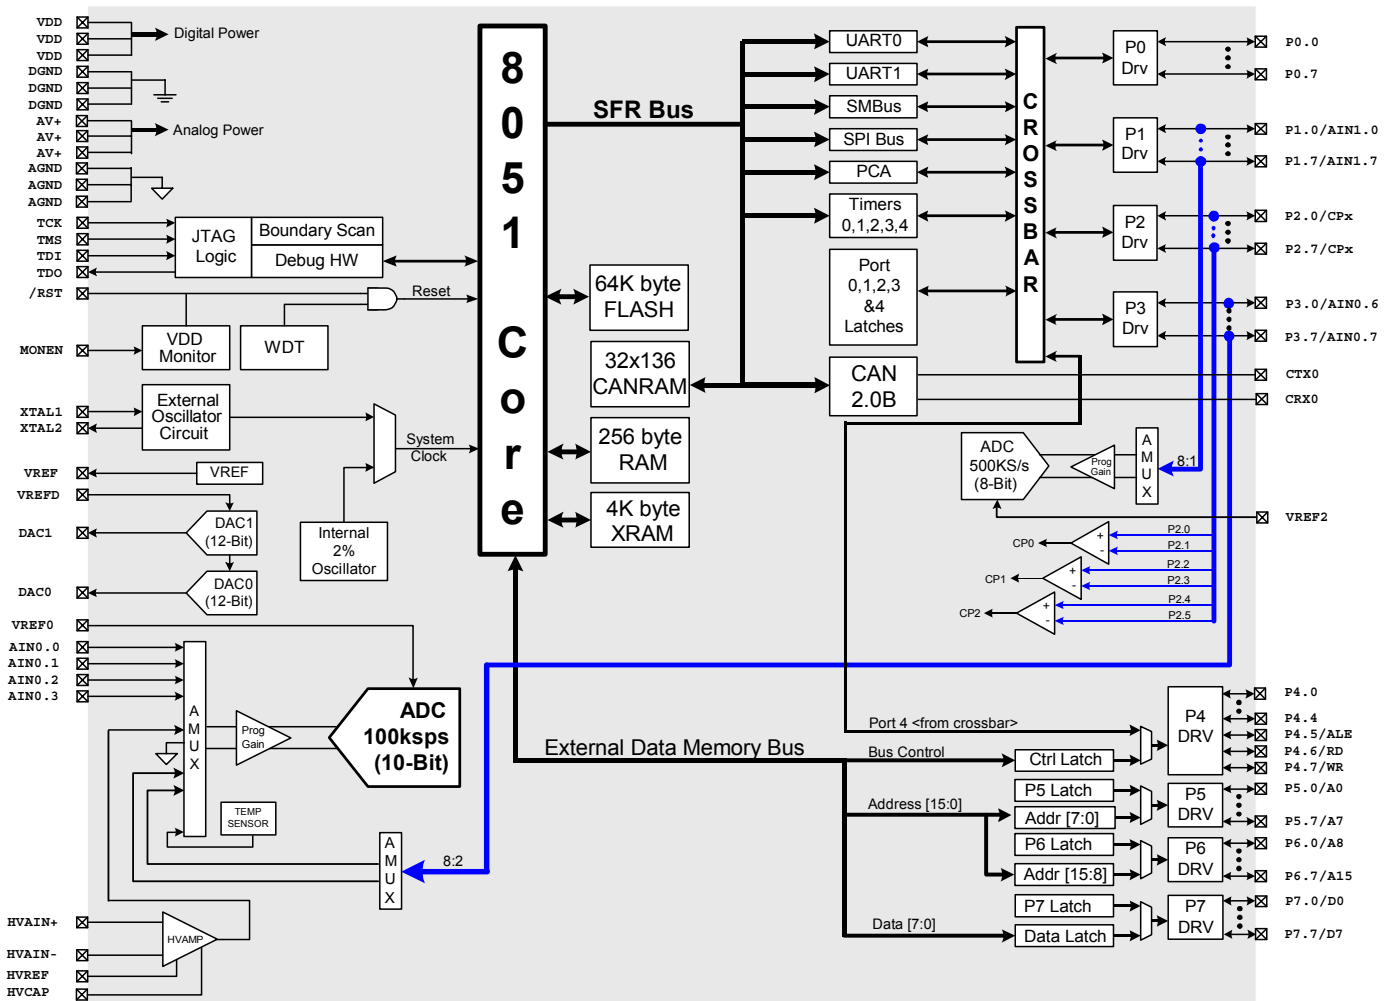 VDD
VDD
VDD
Digital Power
DGND
DGND
DGND
AV+
AV+
AV+
Analog Power
AGND
AGND
AGND
TCK
TMS
TDI
TDO
JTAG
Logic
Boundary Scan
Debug HW
/RST
Reset
MONEN
VDD
Monitor
WDT
XTAL1
XTAL2
External
Oscillator
Circuit
System
Clock
VREF
VREF
VREFD
DAC1
DAC1
(12-Bit)
DAC0
DAC0
(12-Bit)
Internal
2%
Oscillator
VREF0
AIN0.0
AIN0.1
AIN0.2
AIN0.3
A
M
U
X
Prog
Gain
ADC
100ksps
(10-Bit)
TEMP
SENSOR
A
M
U
X
8:2
HVAIN+
HVAIN-
HVREF
HVCAP
HVAMP
8
0
5
1
C
o
r
e
SFR Bus
64K byte
FLASH
32x136
CANRAM
256 byte
RAM
4K byte
XRAM
External Data Memory Bus
UART0
UART1
SMBus
SPI Bus
PCA
Timers
0,1,2,3,4
Port
0,1,2,3
&4
Latches
CAN
2.0B
C
R
O
S
S
B
A
R
P0
Drv
P1
Drv
P2
Drv
P3
Drv
P0.0
P0.7
P1.0/AIN1.0
P1.7/AIN1.7
P2.0/CPx
P2.7/CPx
P3.0/AIN0.6
P3.7/AIN0.7
CTX0
CRX0
ADC
500KS/s
(8-Bit)
Prog
Gain
A
M
U
X
8:1
VREF2
CP0
+
-
P2.0
P2.1
CP1
+
-
P2.2
P2.3
CP2
+
-
P2.4
P2.5
Port 4 <from crossbar>
Bus Control
Ctrl Latch
P4
DRV
P4.0
P4.4
P4.5/ALE
P4.6/RD
P4.7/WR
Address [15:0]
P5 Latch
Addr [7:0]
P5
DRV
P5.0/A0
P5.7/A7
P6 Latch
Addr [15:8]
P6
DRV
P6.0/A8
P6.7/A15
Data [7:0]
P7 Latch
Data Latch
P7
DRV
P7.0/D0
P7.7/D7